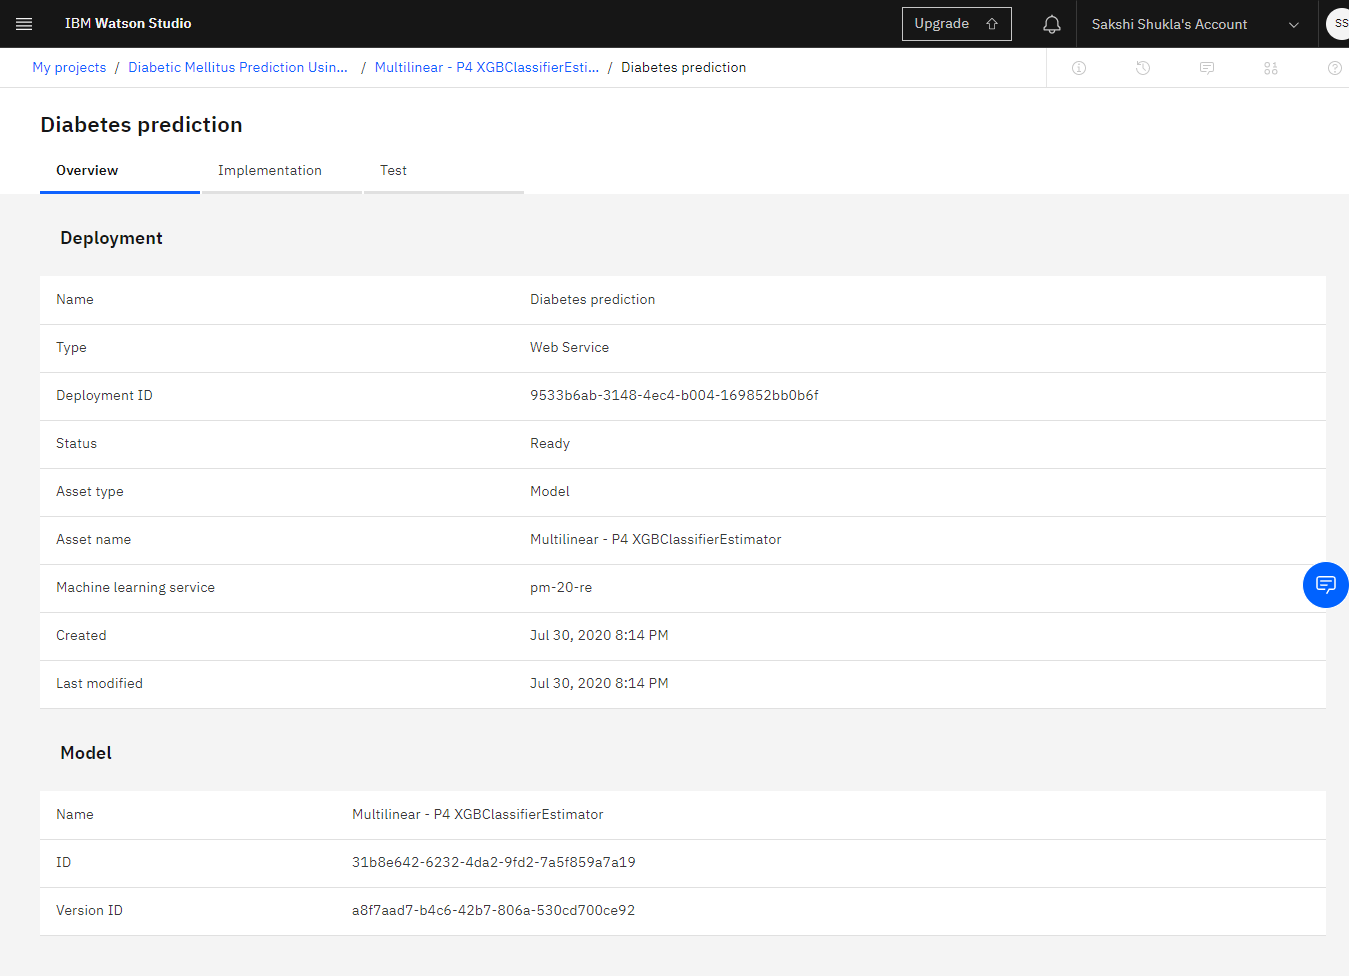 IBM Watson Studio
Upgrade
Sakshi Shukla's Account
SS
My projects / Diabetic Mellitus Prediction Usin... / Multilinear - P4 XGBClassifierEsti... / Diabetes prediction
Diabetes prediction
Overview Implementation Test
Deployment
Name Diabetes prediction
Type Web Service
Deployment ID 9533b6ab-3148-4ec4-b004-169852bb0b6f
Status Ready
Asset type Model
Asset name Multilinear - P4 XGBClassifierEstimator
Machine learning service pm-20-re
Created Jul 30, 2020 8:14 PM
Last modified Jul 30, 2020 8:14 PM
Model
Name Multilinear - P4 XGBClassifierEstimator
ID 31b8e642-6232-4da2-9fd2-7a5f859a7a19
Version ID a8f7aad7-b4c6-42b7-806a-530cd700ce92